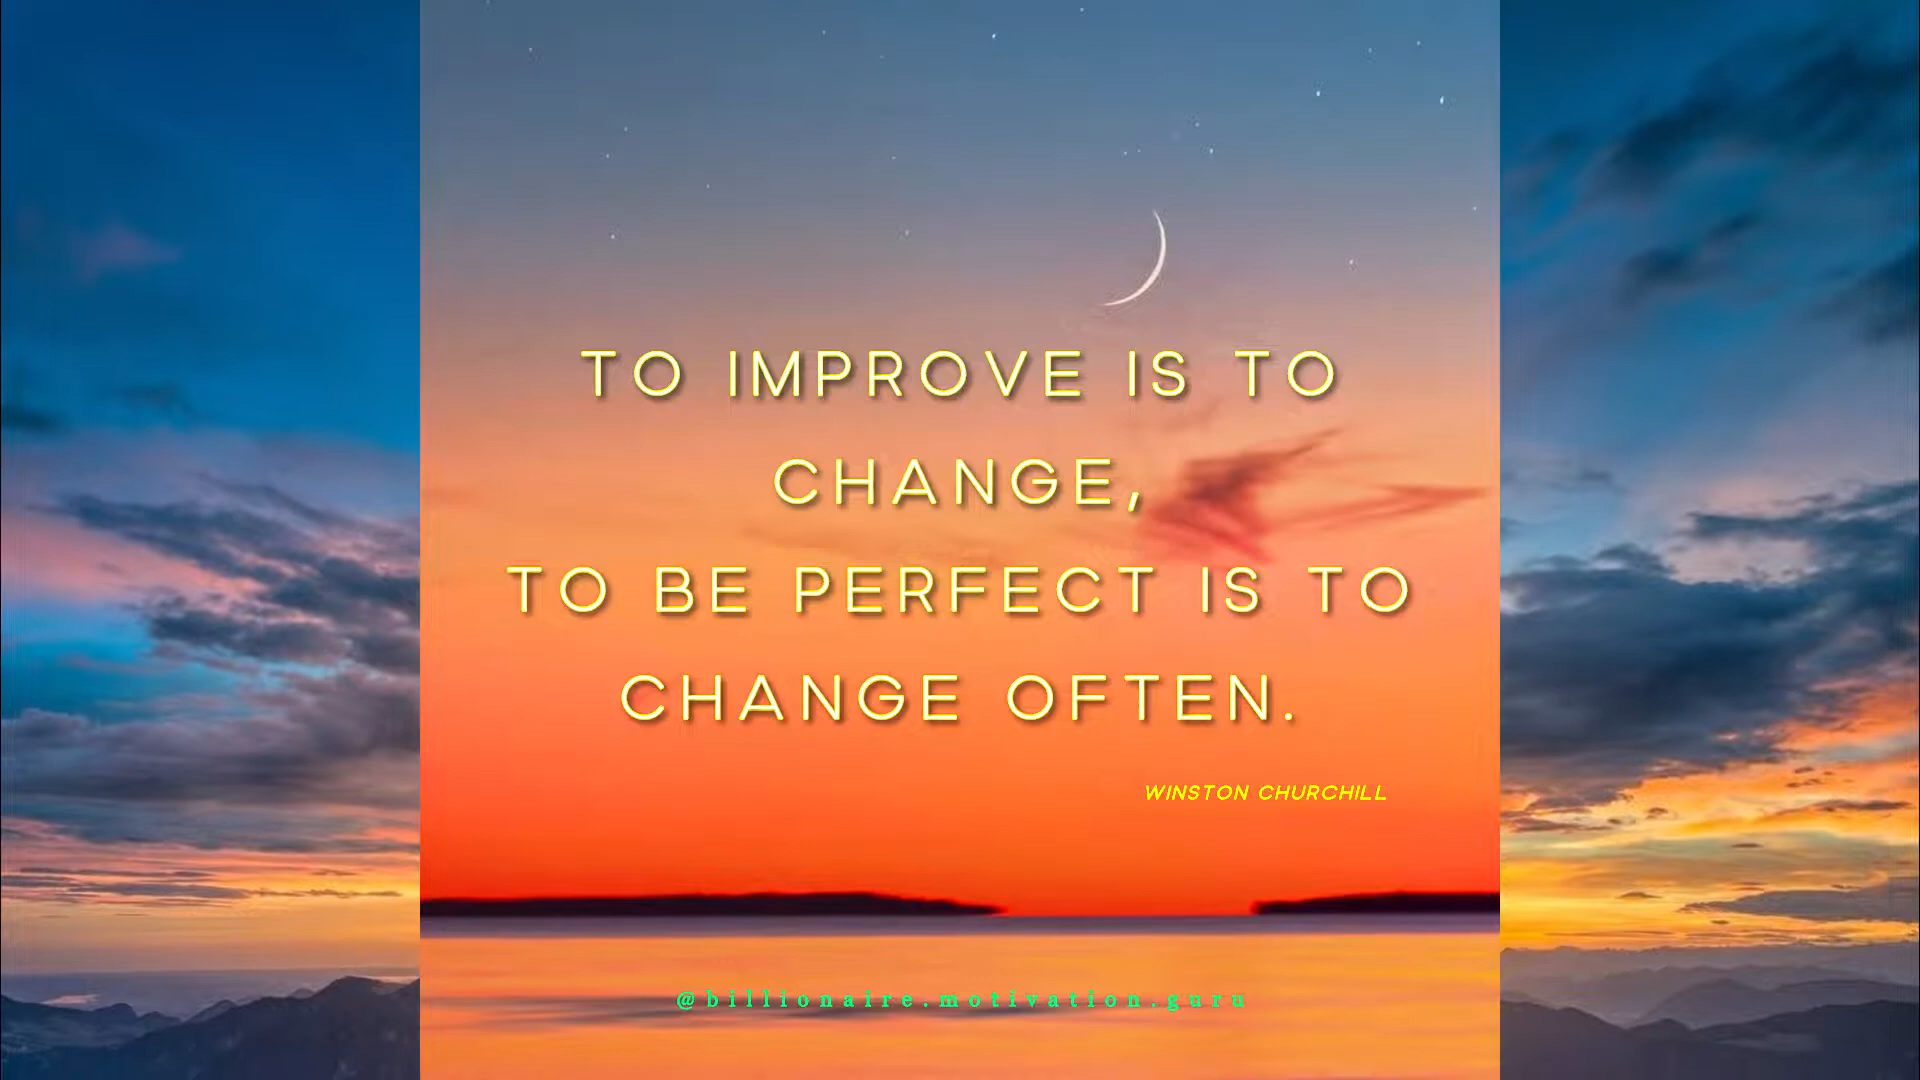 TO IMPROVE IS TO
CHANGE,
TO BE PERFECT IS TO
CHANGE OFTEN.
WINSTON CHURCHILL
@billionaire.motivation.guru